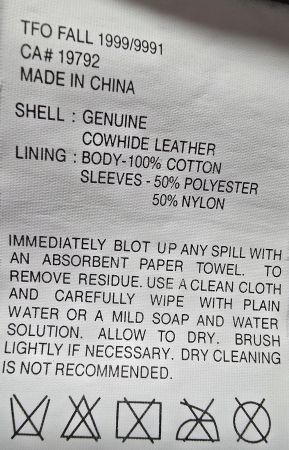 TFO FALL 1999/9991
CA# 19792
MADE IN CHINA
SHELL : GENUINE
COWHIDE LEATHER
LINING : BODY-100% COTTON
SLEEVES - 50% POLYESTER
50% NYLON
IMMEDIATELY BLOT UP ANY SPILL WITH
AN ABSORBENT PAPER TOWEL. TO
REMOVE RESIDUE. USE A CLEAN CLOTH
AND CAREFULLY WIPE WITH PLAIN
WATER OR A MILD SOAP AND WATER
SOLUTION. ALLOW TO DRY. BRUSH
LIGHTLY IF NECESSARY. DRY CLEANING
IS NOT RECOMMENDED.